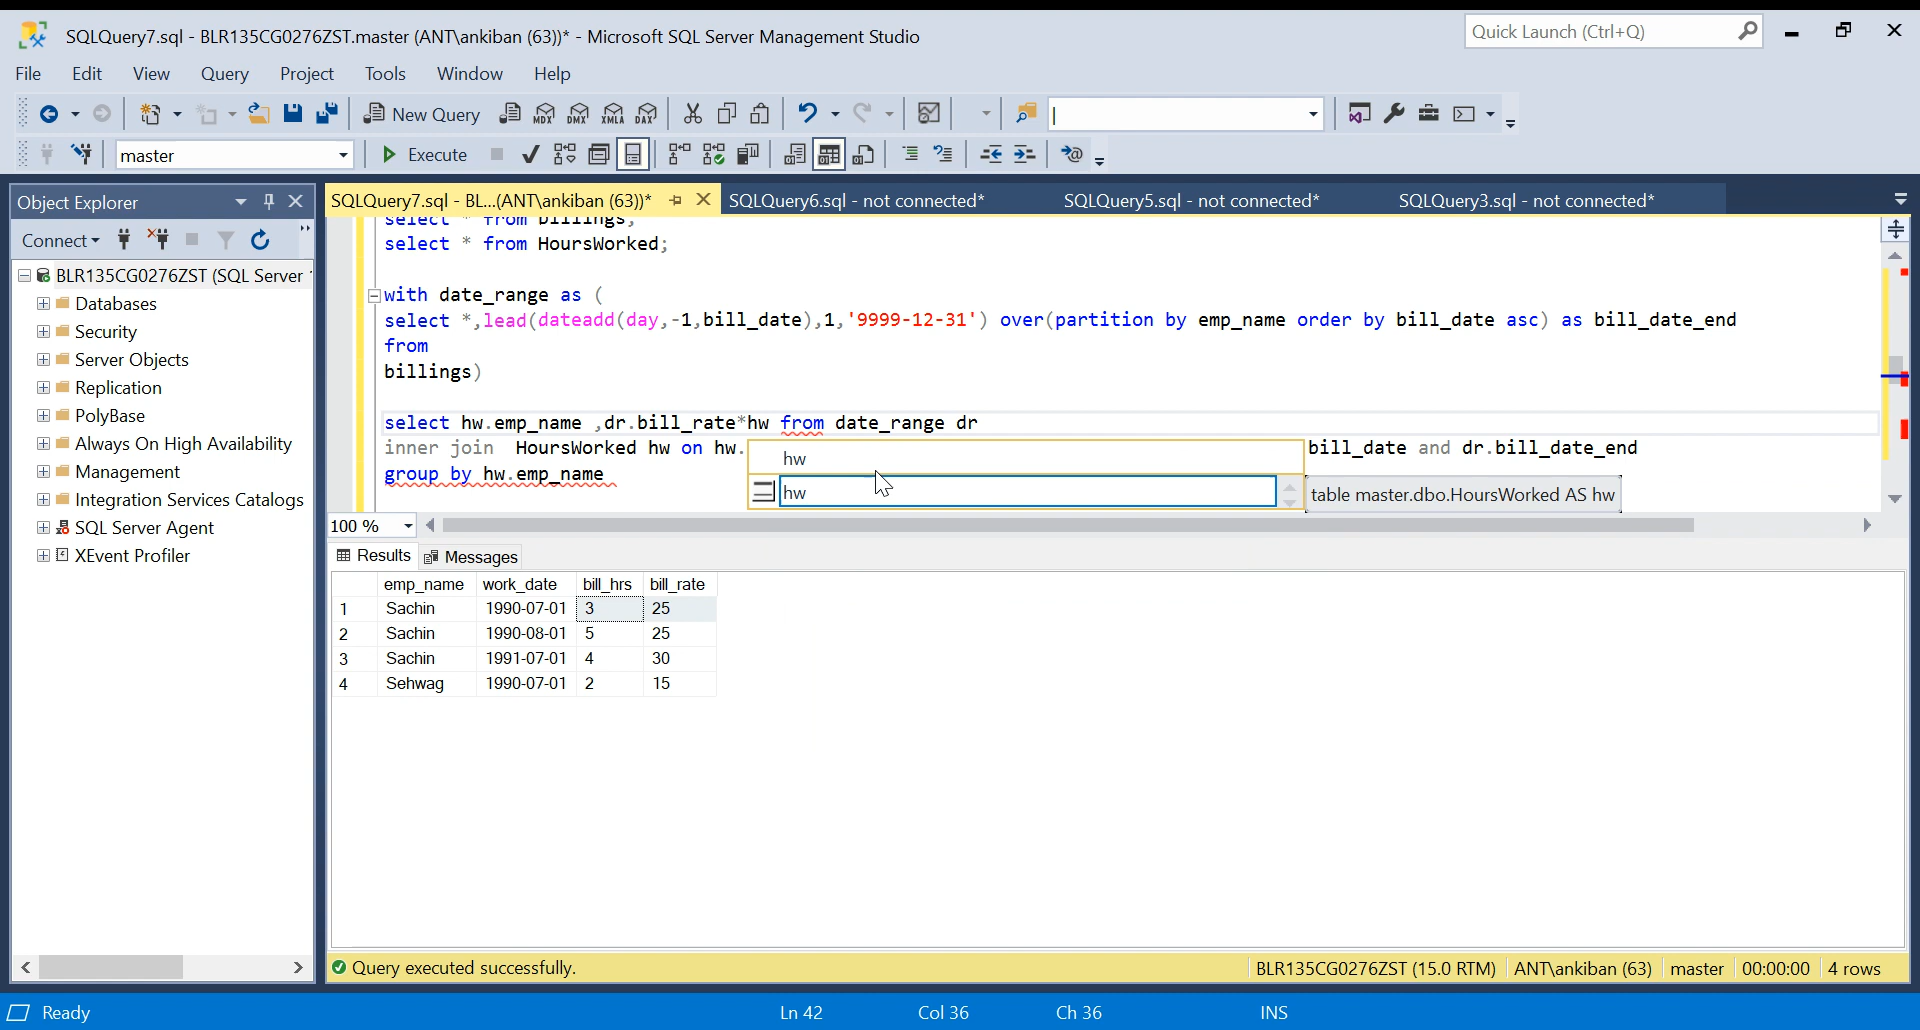 SQLQuery7.sql - BLR135CG0276ZST.master (ANT\ankiban (63))* - Microsoft SQL Server Management Studio
Quick Launch (Ctrl+Q)
File Edit View Query Project Tools Window Help
New Query MDX DMX XMLA DAX
master Execute
Object Explorer
SQLQuery7.sql - BL...(ANT\ankiban (63))* SQLQuery6.sql - not connected* SQLQuery5.sql - not connected* SQLQuery3.sql - not connected*
Connect
BLR135CG0276ZST (SQL Server
Databases
Security
Server Objects
Replication
PolyBase
Always On High Availability
Management
Integration Services Catalogs
SQL Server Agent
XEvent Profiler
select * from billings;
select * from HoursWorked;
with date_range as (
select *,lead(dateadd(day,-1,bill_date),1,'9999-12-31') over(partition by emp_name order by bill_date asc) as bill_date_end
from
billings)
select hw.emp_name ,dr.bill_rate*hw from date_range dr
inner join HoursWorked hw on hw. bill_date and dr.bill_date_end
group by hw.emp_name
hw
hw
table master.dbo.HoursWorked AS hw
100 %
Results Messages
emp_name work_date bill_hrs bill_rate
1 Sachin 1990-07-01 3 25
2 Sachin 1990-08-01 5 25
3 Sachin 1991-07-01 4 30
4 Sehwag 1990-07-01 2 15
Query executed successfully. BLR135CG0276ZST (15.0 RTM) ANT\ankiban (63) master 00:00:00 4 rows
Ready Ln 42 Col 36 Ch 36 INS